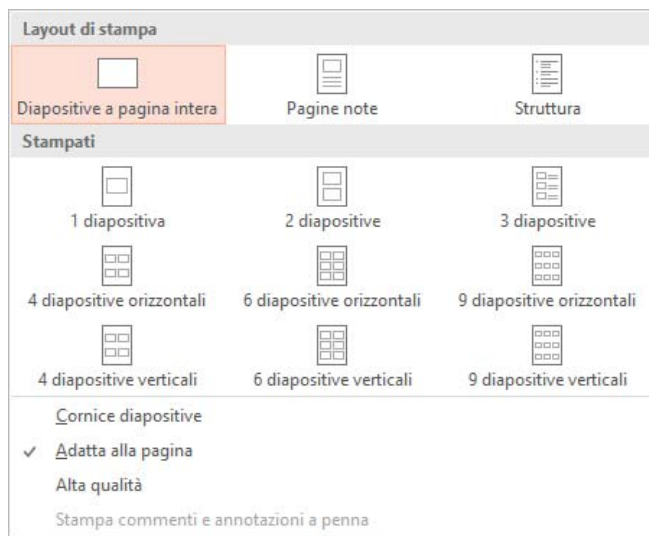 Layout di stampa
Diapositive a pagina intera Pagine note Struttura
Stampati
1 diapositiva 2 diapositive 3 diapositive
4 diapositive orizzontali 6 diapositive orizzontali 9 diapositive orizzontali
4 diapositive verticali 6 diapositive verticali 9 diapositive verticali
Cornice diapositive
Adatta alla pagina
Alta qualità
Stampa commenti e annotazioni a penna